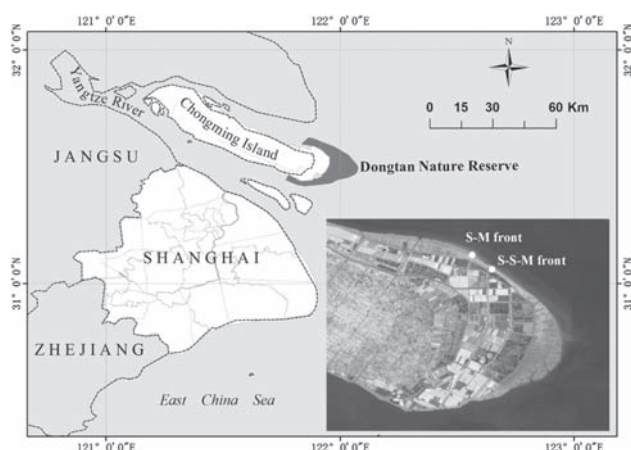 121°0′0″E
122°0′0″E
123°0′0″E
32°0′0″N
32°0′0″N
N
0 15 30 60 Km
Yangtze River
Chongming Island
JANGSU
Dongtan Nature Reserve
S-M front
S-S-M front
SHANGHAI
31°0′0″N
31°0′0″N
ZHEJIANG
East China Sea
121°0′0″E
122°0′0″E
123°0′0″E